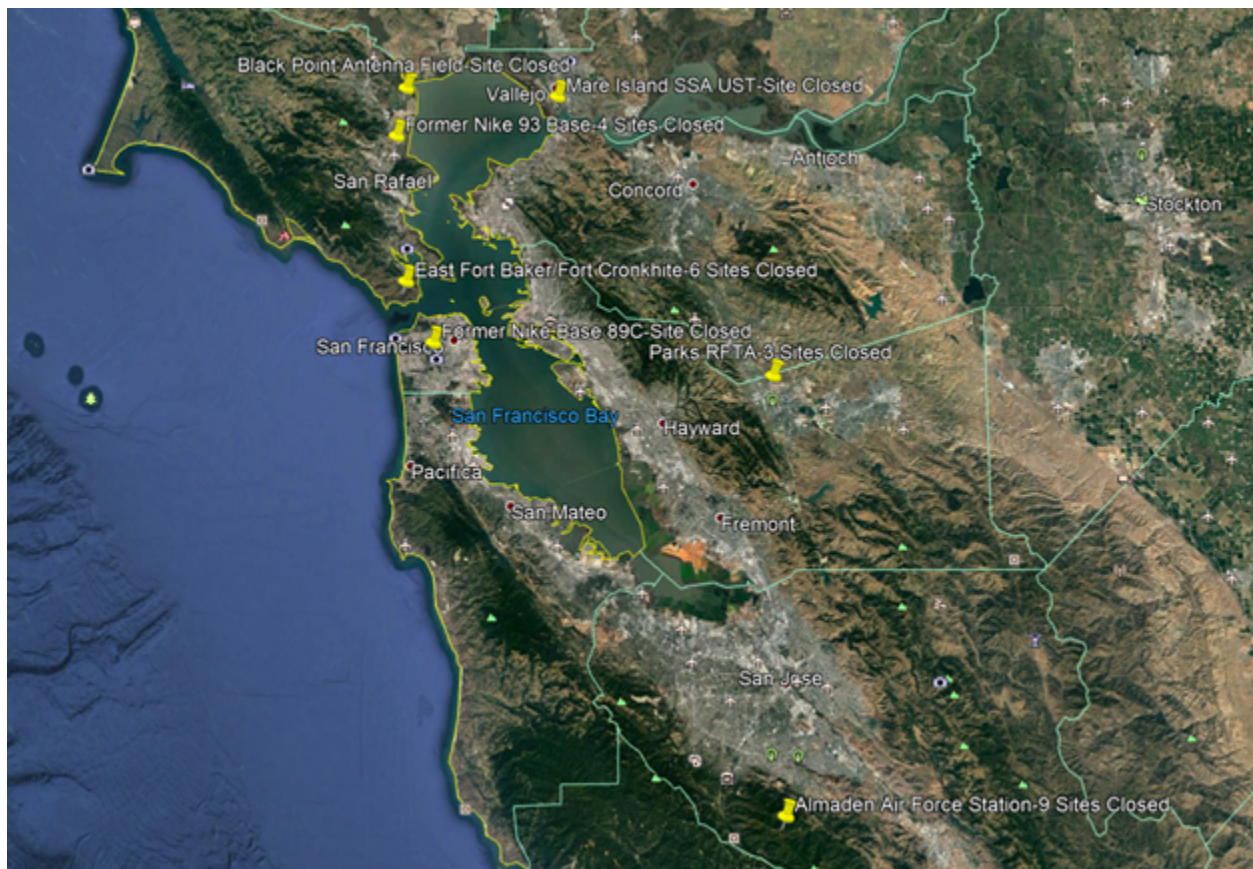 Black Point Antenna Field-Site Closed
Vallejo
Mare Island SSA UST-Site Closed
Former Nike 93 Base-4 Sites Closed
Antioch
San Rafael
Concord
Stockton
East Fort Baker/Fort Cronkhite-6 Sites Closed
Former Nike Base 89C-Site Closed
San Francisco
Parks RFTA-3 Sites Closed
San Francisco Bay
Hayward
Pacifica
San Mateo
Fremont
San Jose
Almaden Air Force Station-9 Sites Closed